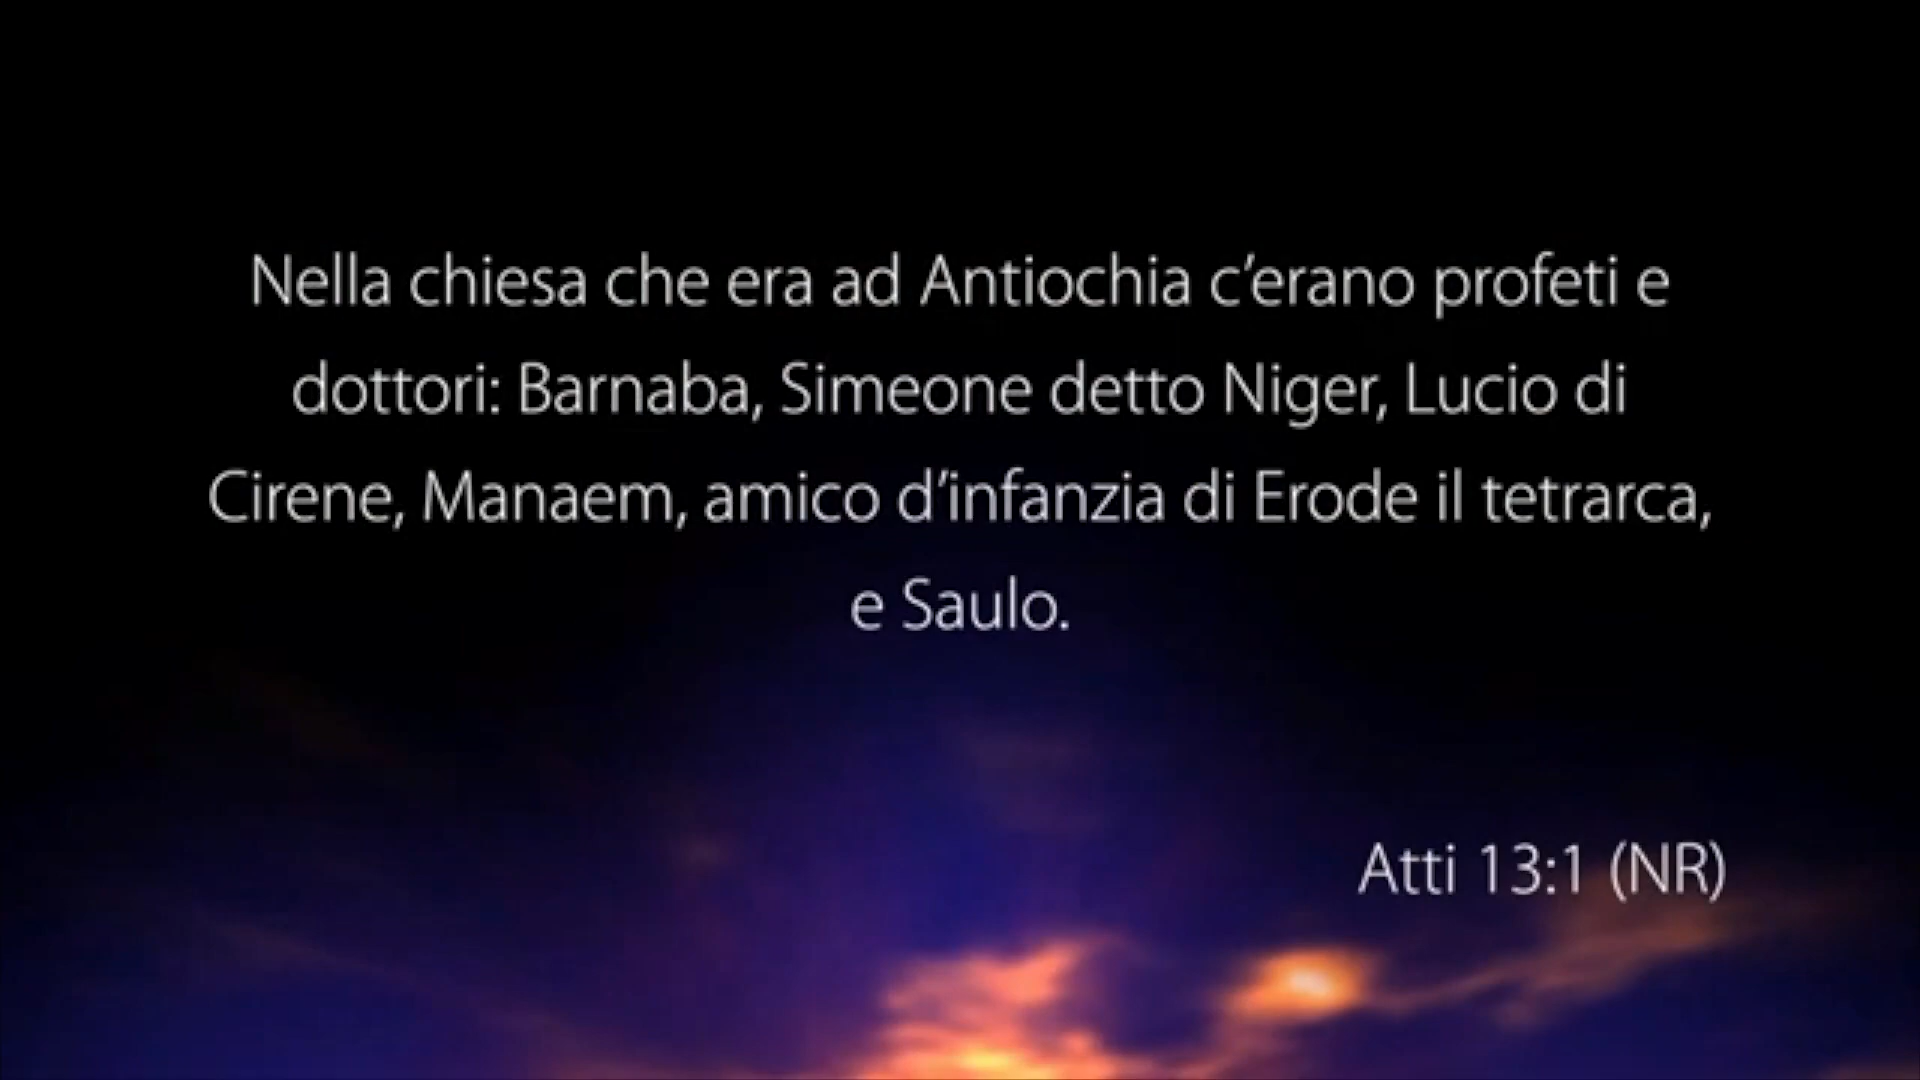 Nella chiesa che era ad Antiochia c’erano profeti e
dottori: Barnaba, Simeone detto Niger, Lucio di
Cirene, Manaem, amico d’infanzia di Erode il tetrarca,
e Saulo.
Atti 13:1 (NR)